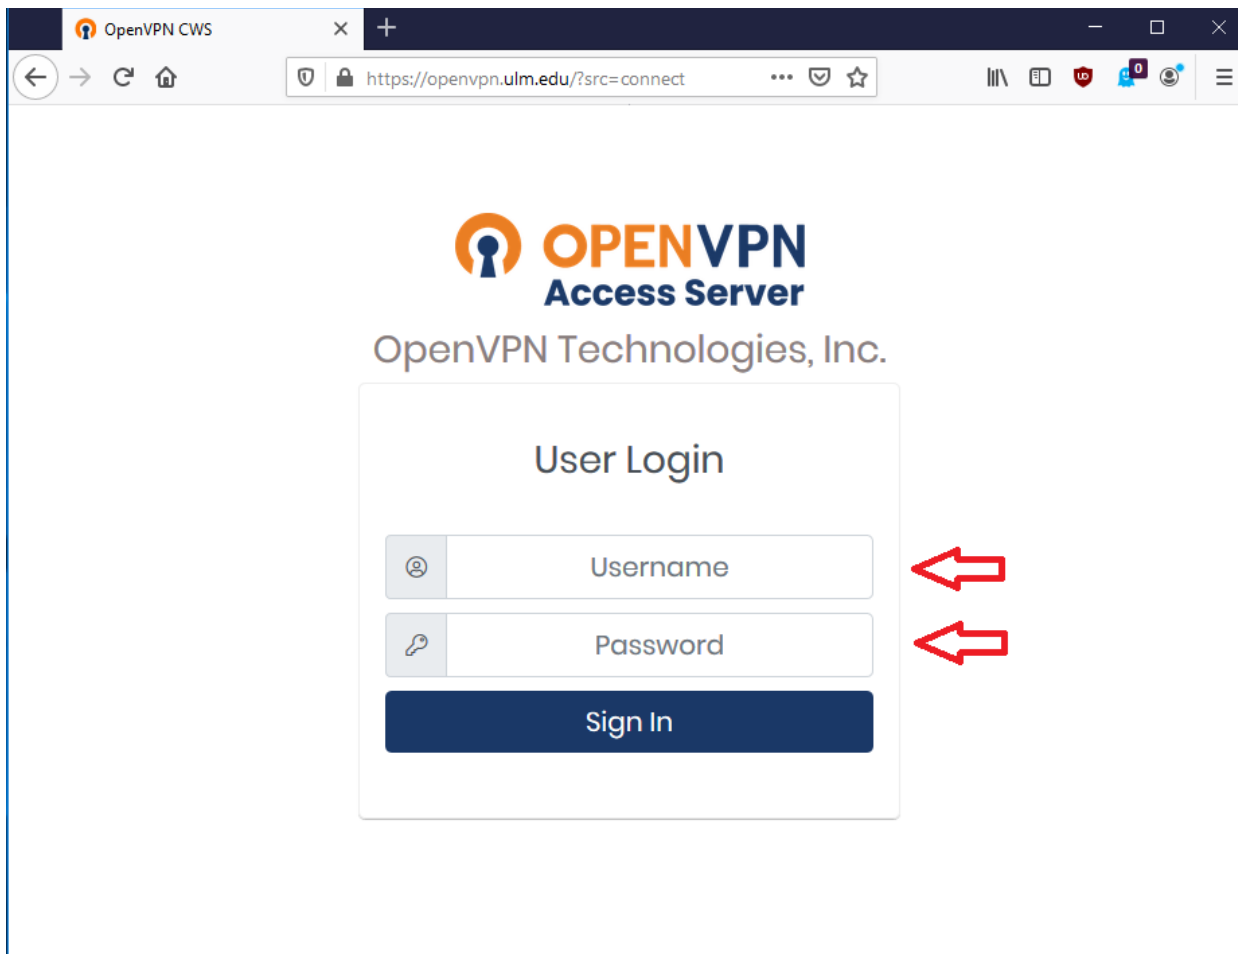 OpenVPN CWS
https://openvpn.ulm.edu/?src=connect
0
OPENVPN
Access Server
OpenVPN Technologies, Inc.
User Login
Username
Password
Sign In